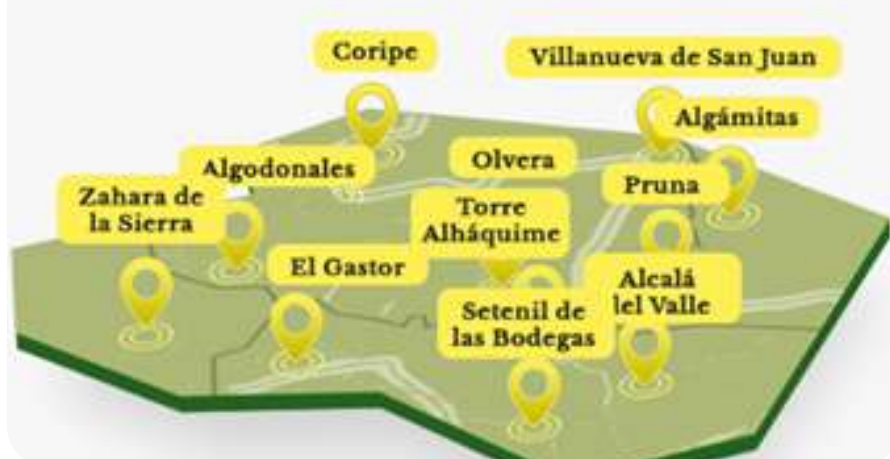 Coripe
Villanueva de San Juan
Algámitas
Algodonales
Olvera
Pruna
Zahara de
la Sierra
Torre
Alháquime
El Gastor
Alcalá
del Valle
Setenil de
las Bodegas